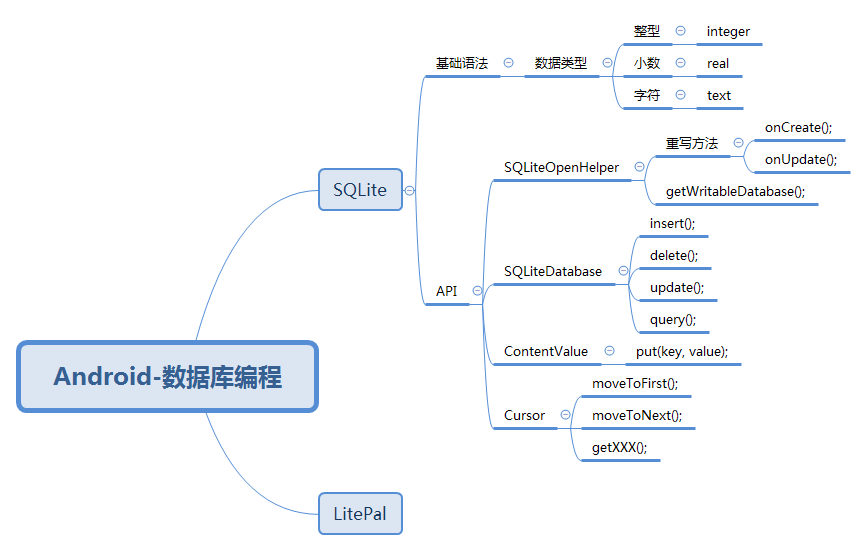 Android-数据库编程
SQLite
基础语法
数据类型
整型
integer
小数
real
字符
text
API
SQLiteOpenHelper
重写方法
onCreate();
onUpdate();
getWritableDatabase();
SQLiteDatabase
insert();
delete();
update();
query();
ContentValue
put(key, value);
Cursor
moveToFirst();
moveToNext();
getXXX();
LitePal